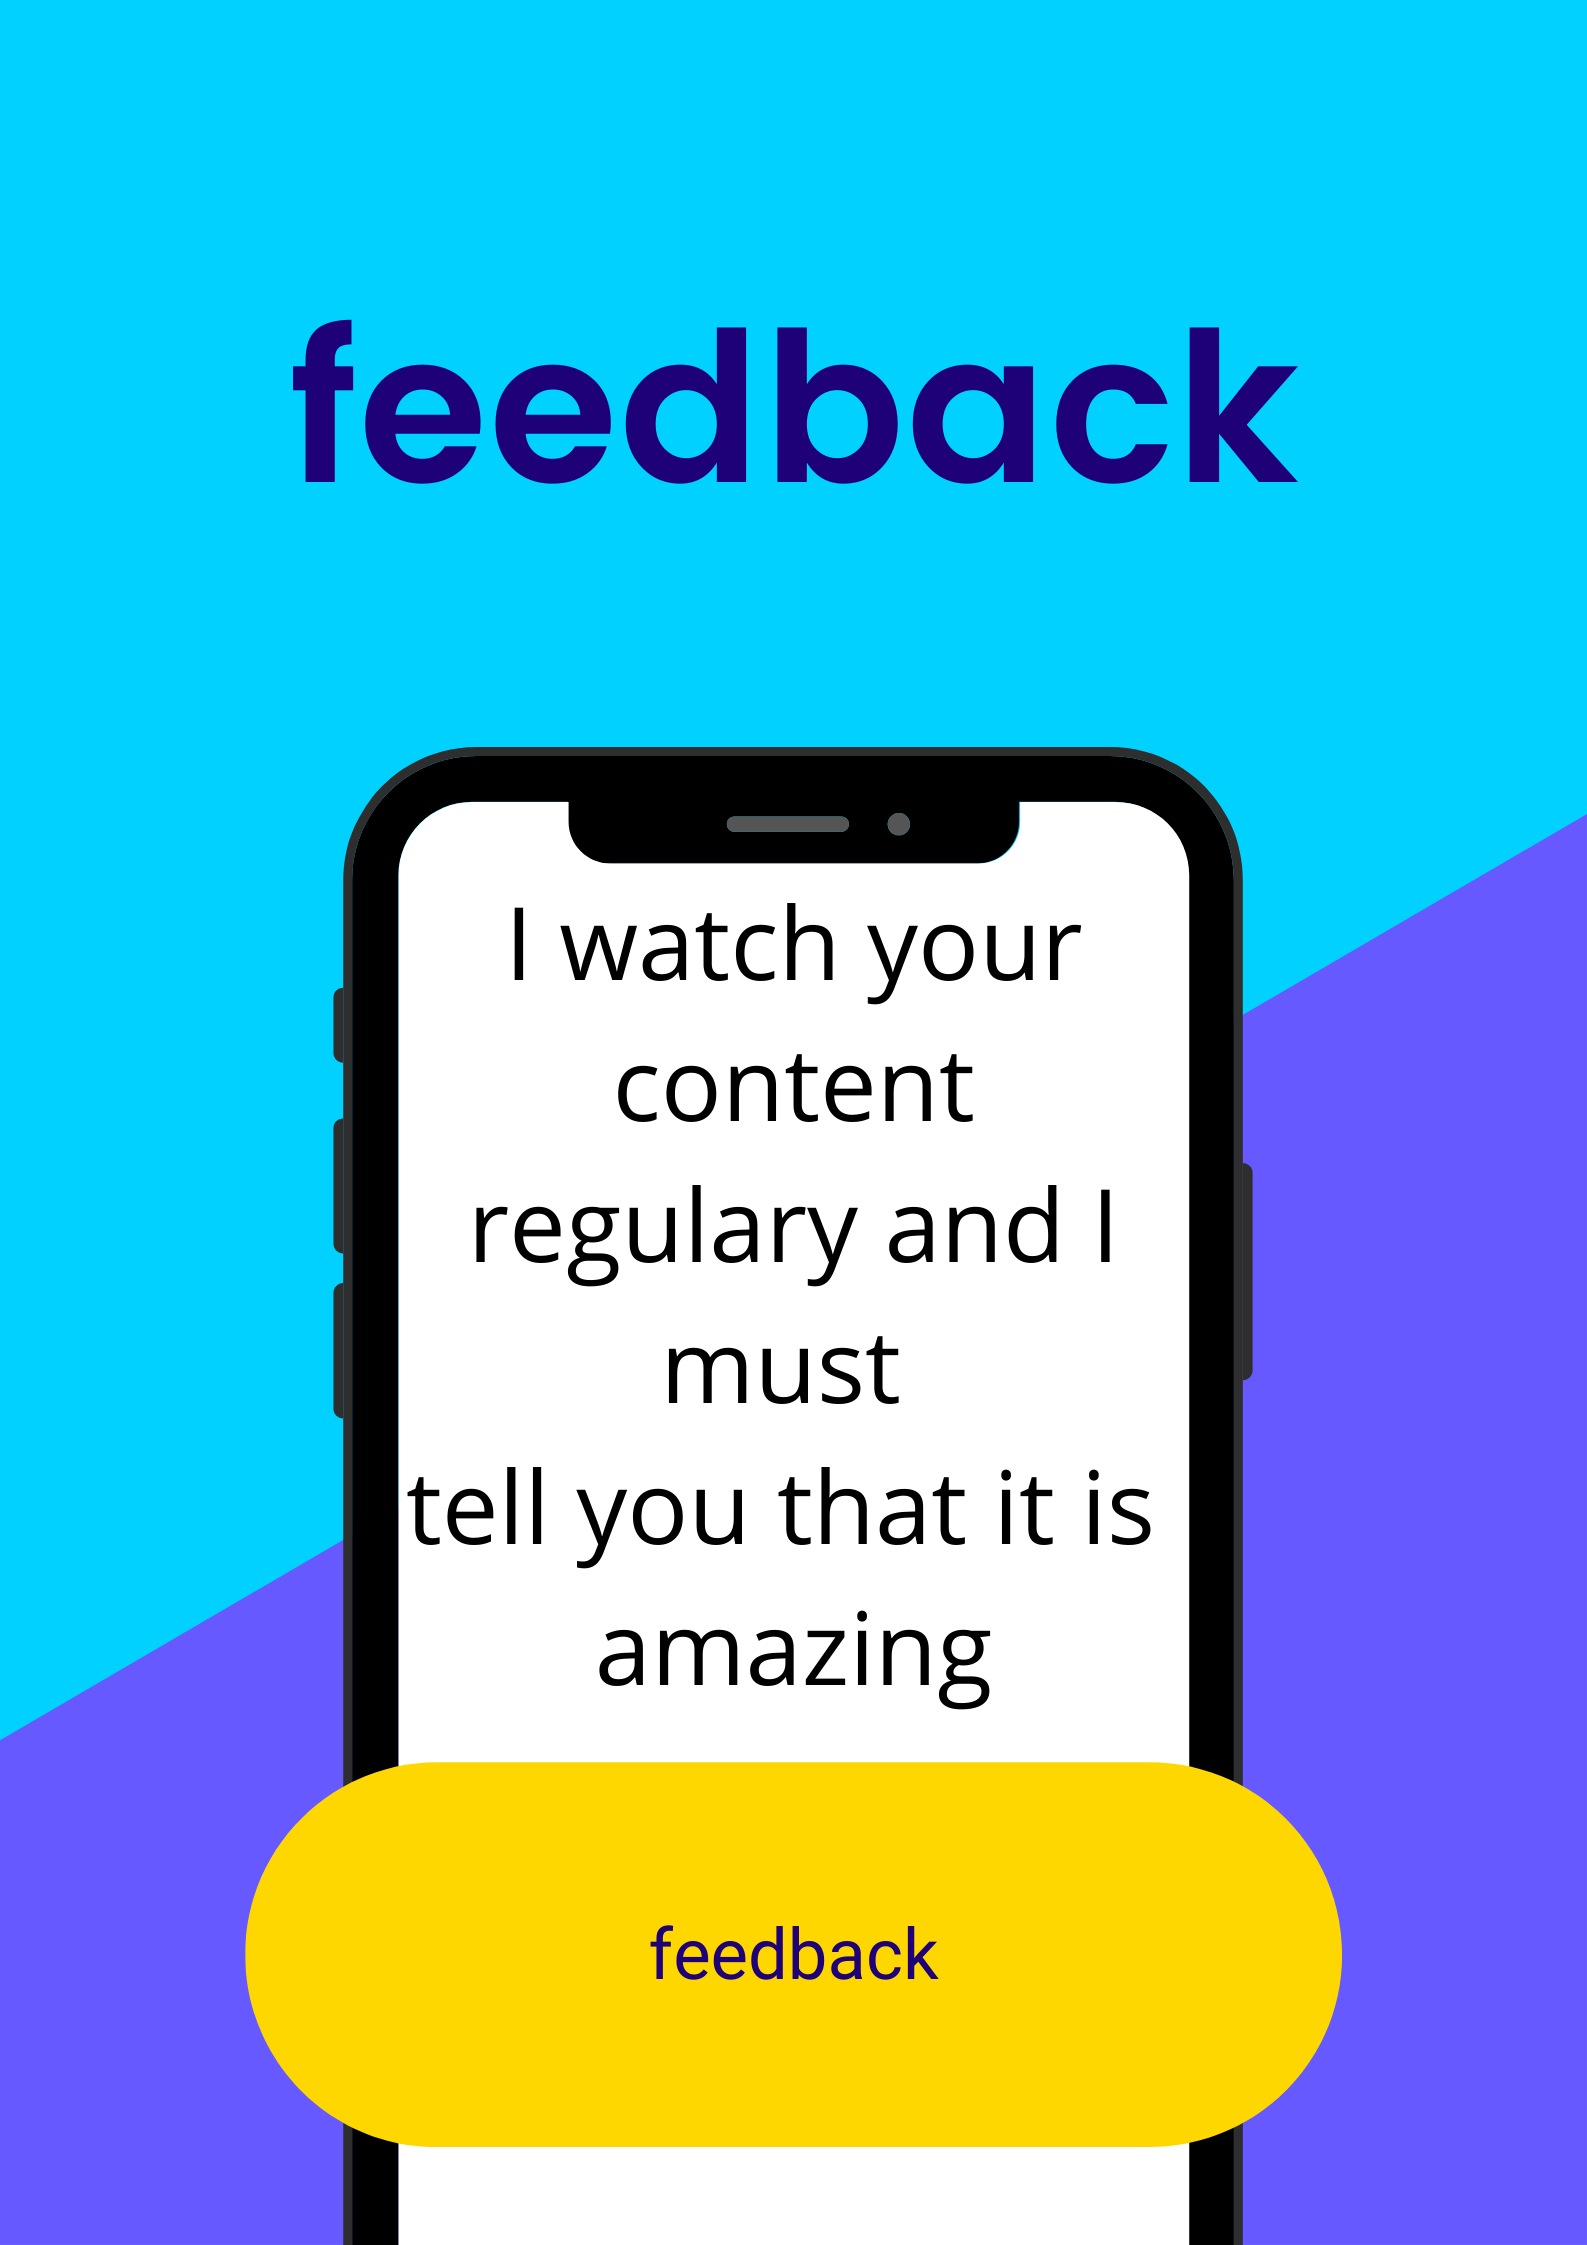 feedback
I watch your
content
regulary and I
must
tell you that it is
amazing
feedback